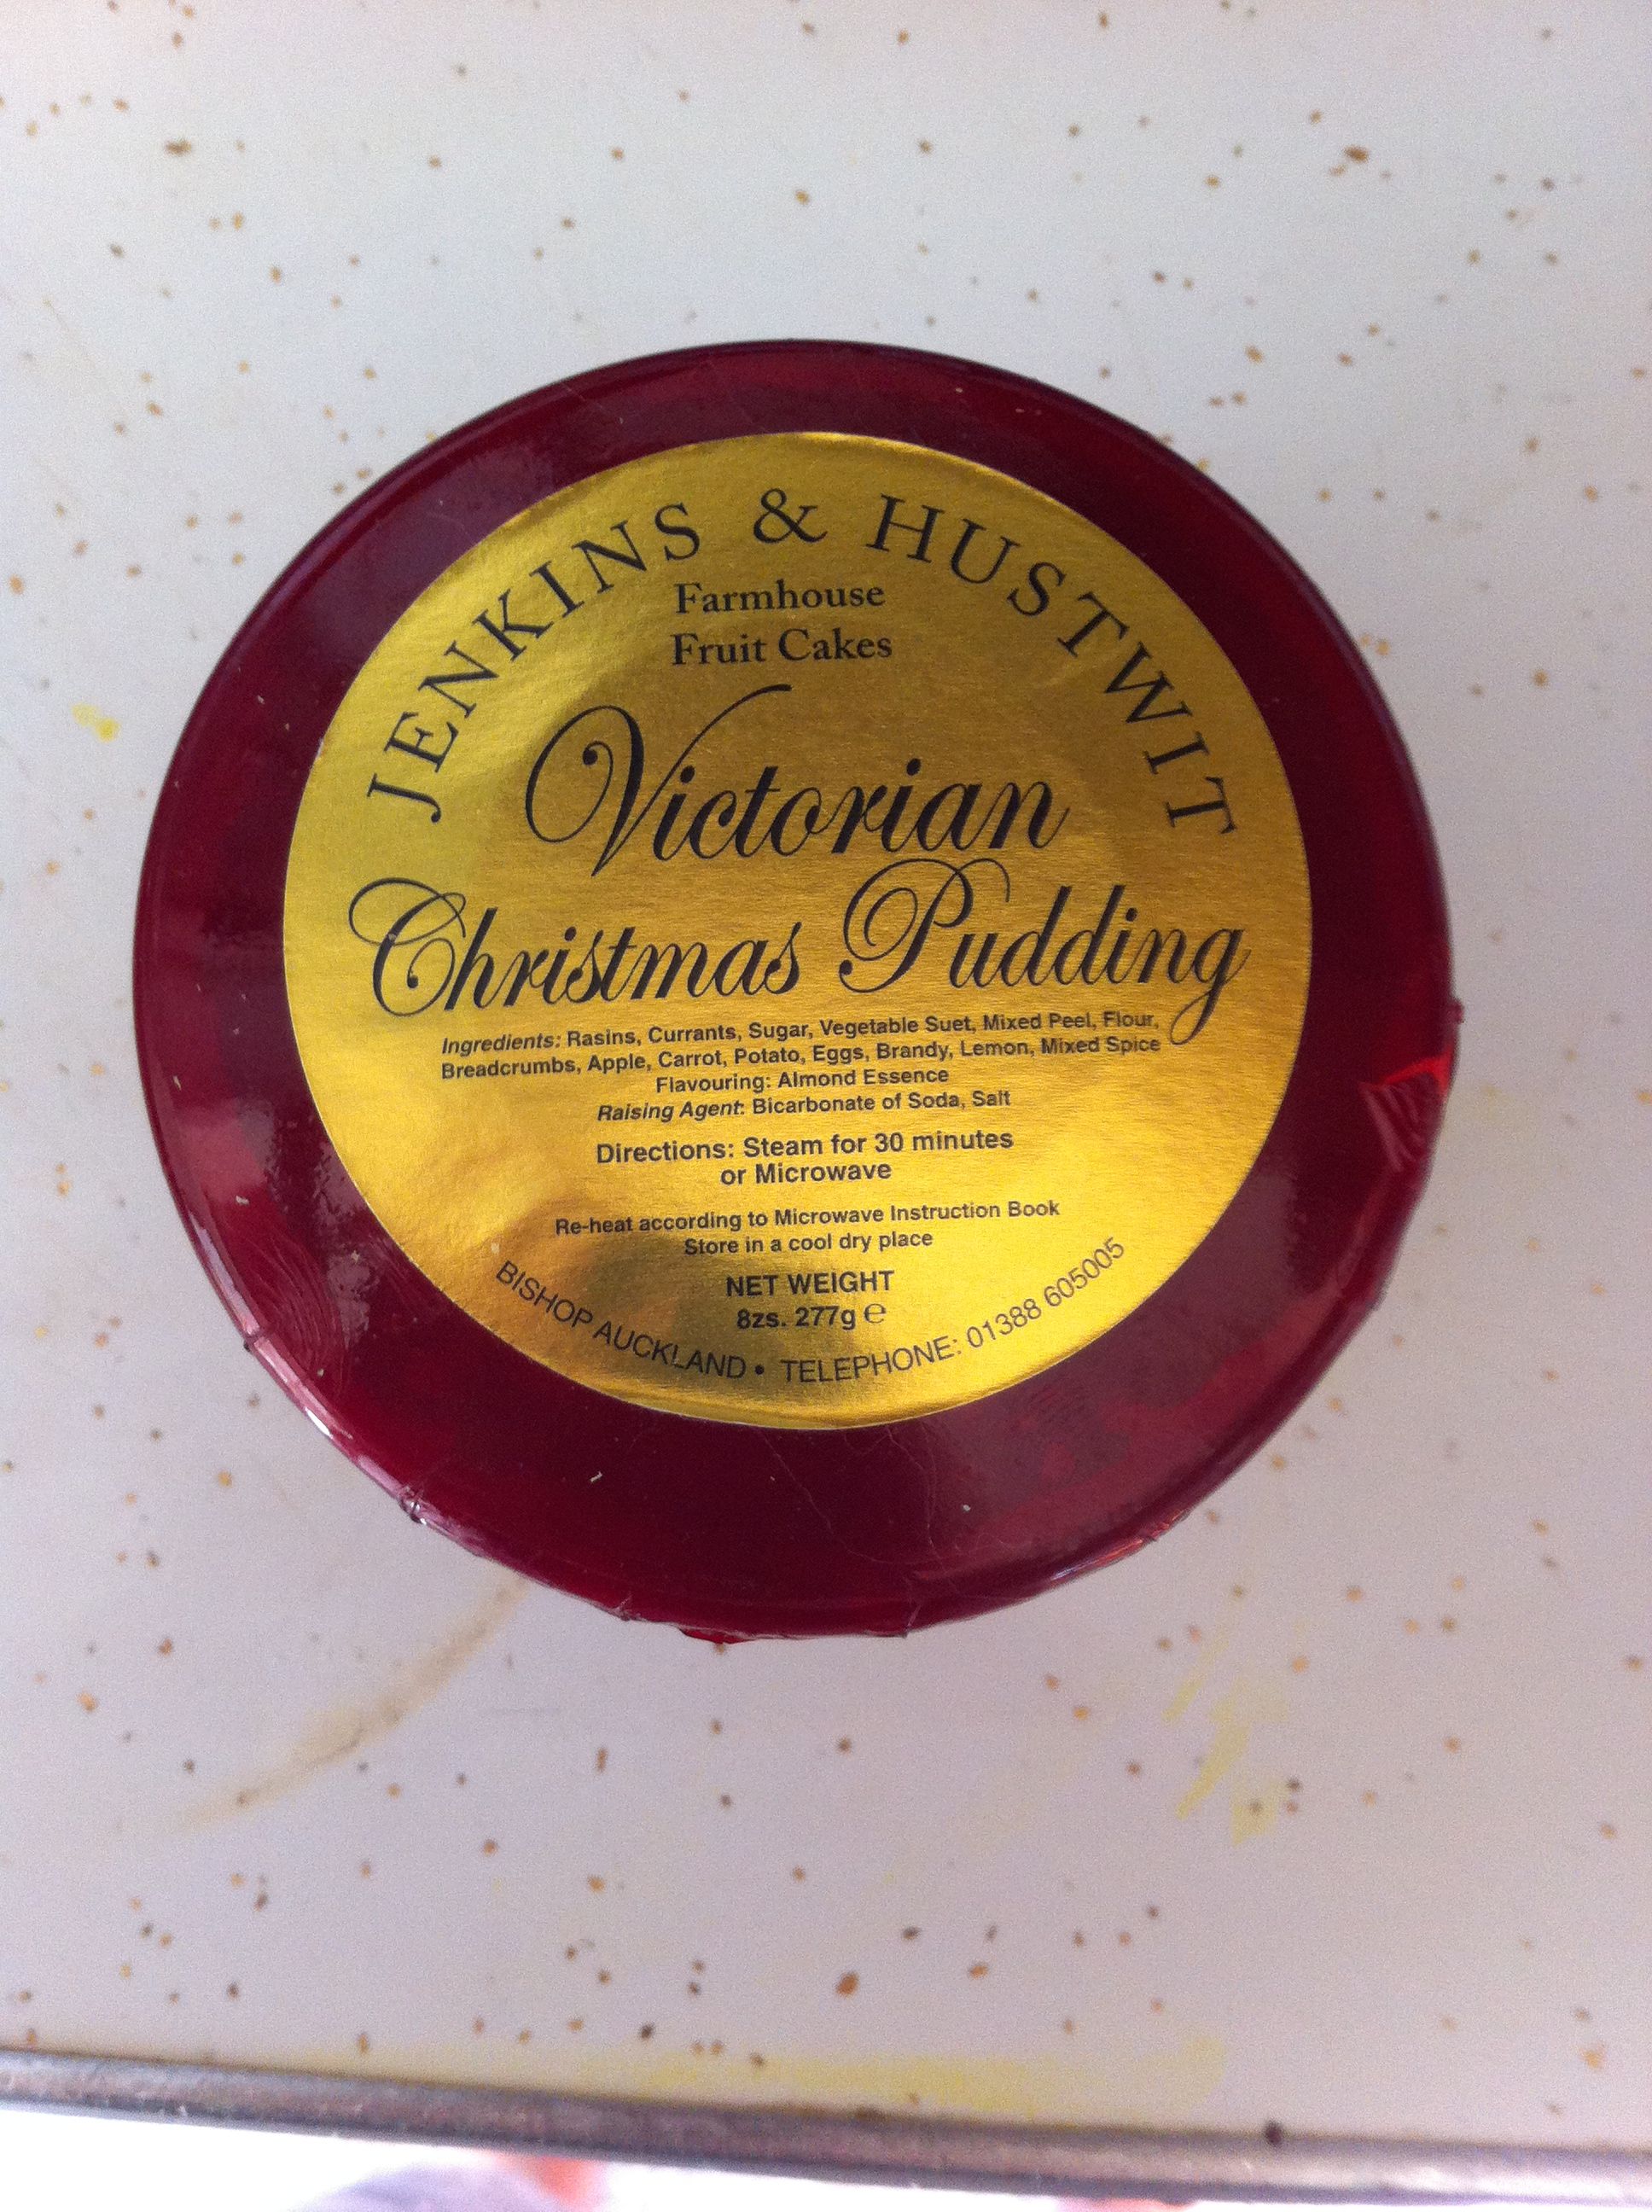 JENKINS & HUSTWIT
Farmhouse
Fruit Cakes
Victorian
Christmas Pudding
Ingredients: Rasins, Currants, Sugar, Vegetable Suet, Mixed Peel, Flour,
Breadcrumbs, Apple, Carrot, Potato, Eggs, Brandy, Lemon, Mixed Spice
Flavouring: Almond Essence
Raising Agent: Bicarbonate of Soda, Salt
Directions: Steam for 30 minutes
or Microwave
Re-heat according to Microwave Instruction Book
Store in a cool dry place
NET WEIGHT
8zs. 277g ℮
BISHOP AUCKLAND • TELEPHONE: 01388 605005